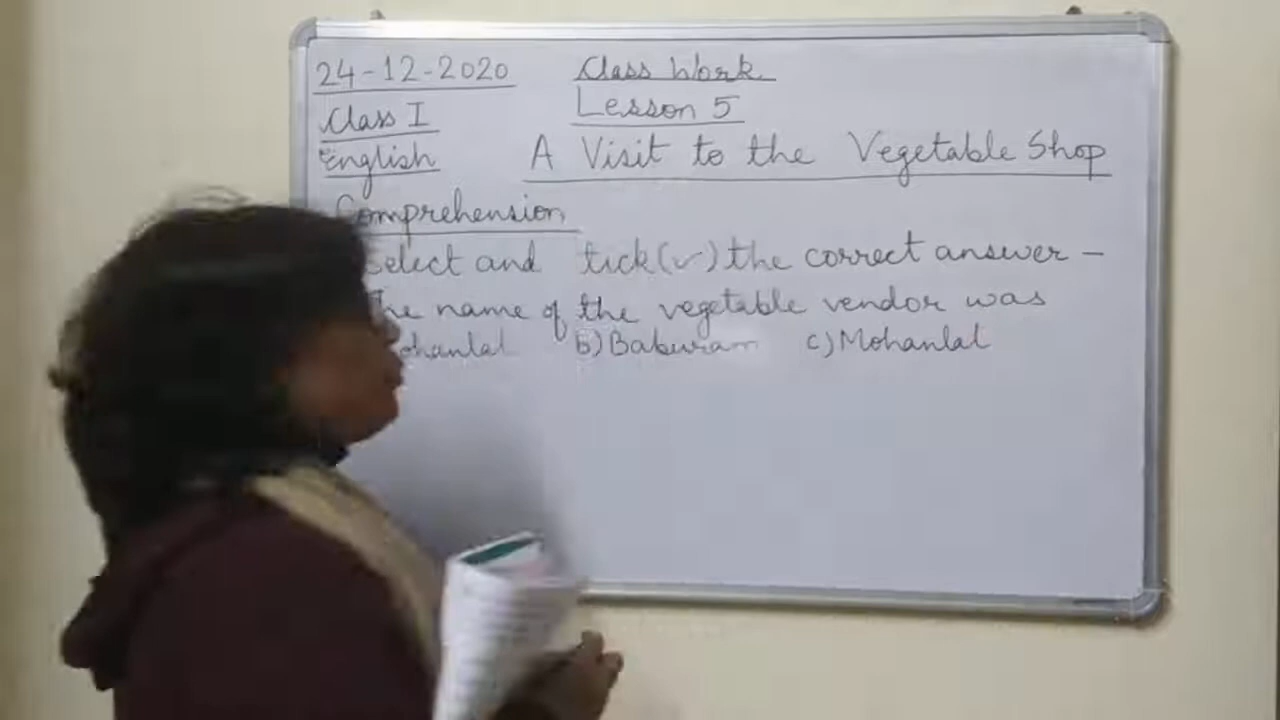 24-12-2020 Class Work
Class I Lesson 5
English A Visit to the Vegetable Shop
Comprehension
Select and tick(✓) the correct answer –
The name of the vegetable vendor was
b) Baburam c) Mohanlal